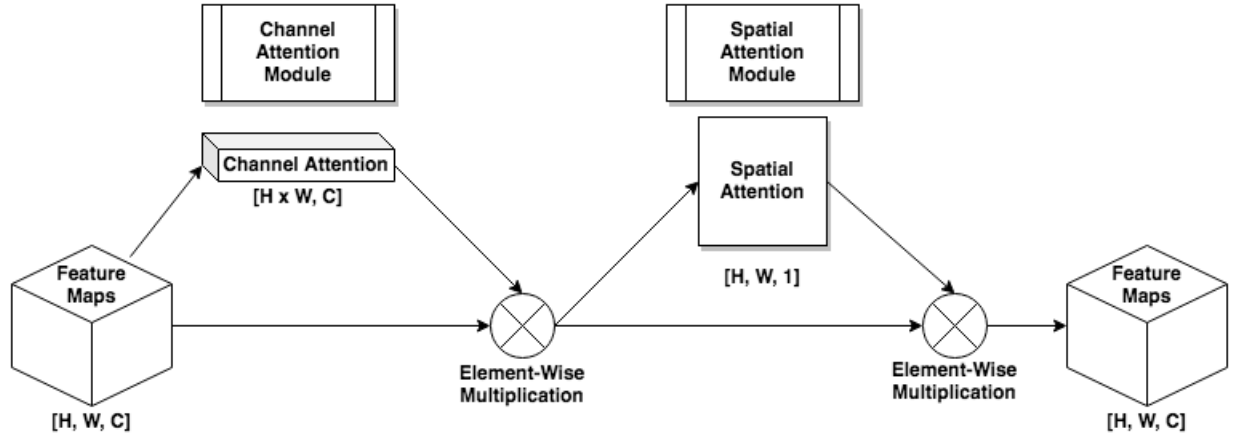 Channel
Attention
Module
Spatial
Attention
Module
Channel Attention
[H x W, C]
Spatial
Attention
[H, W, 1]
Feature
Maps
[H, W, C]
Element-Wise
Multiplication
Element-Wise
Multiplication
Feature
Maps
[H, W, C]